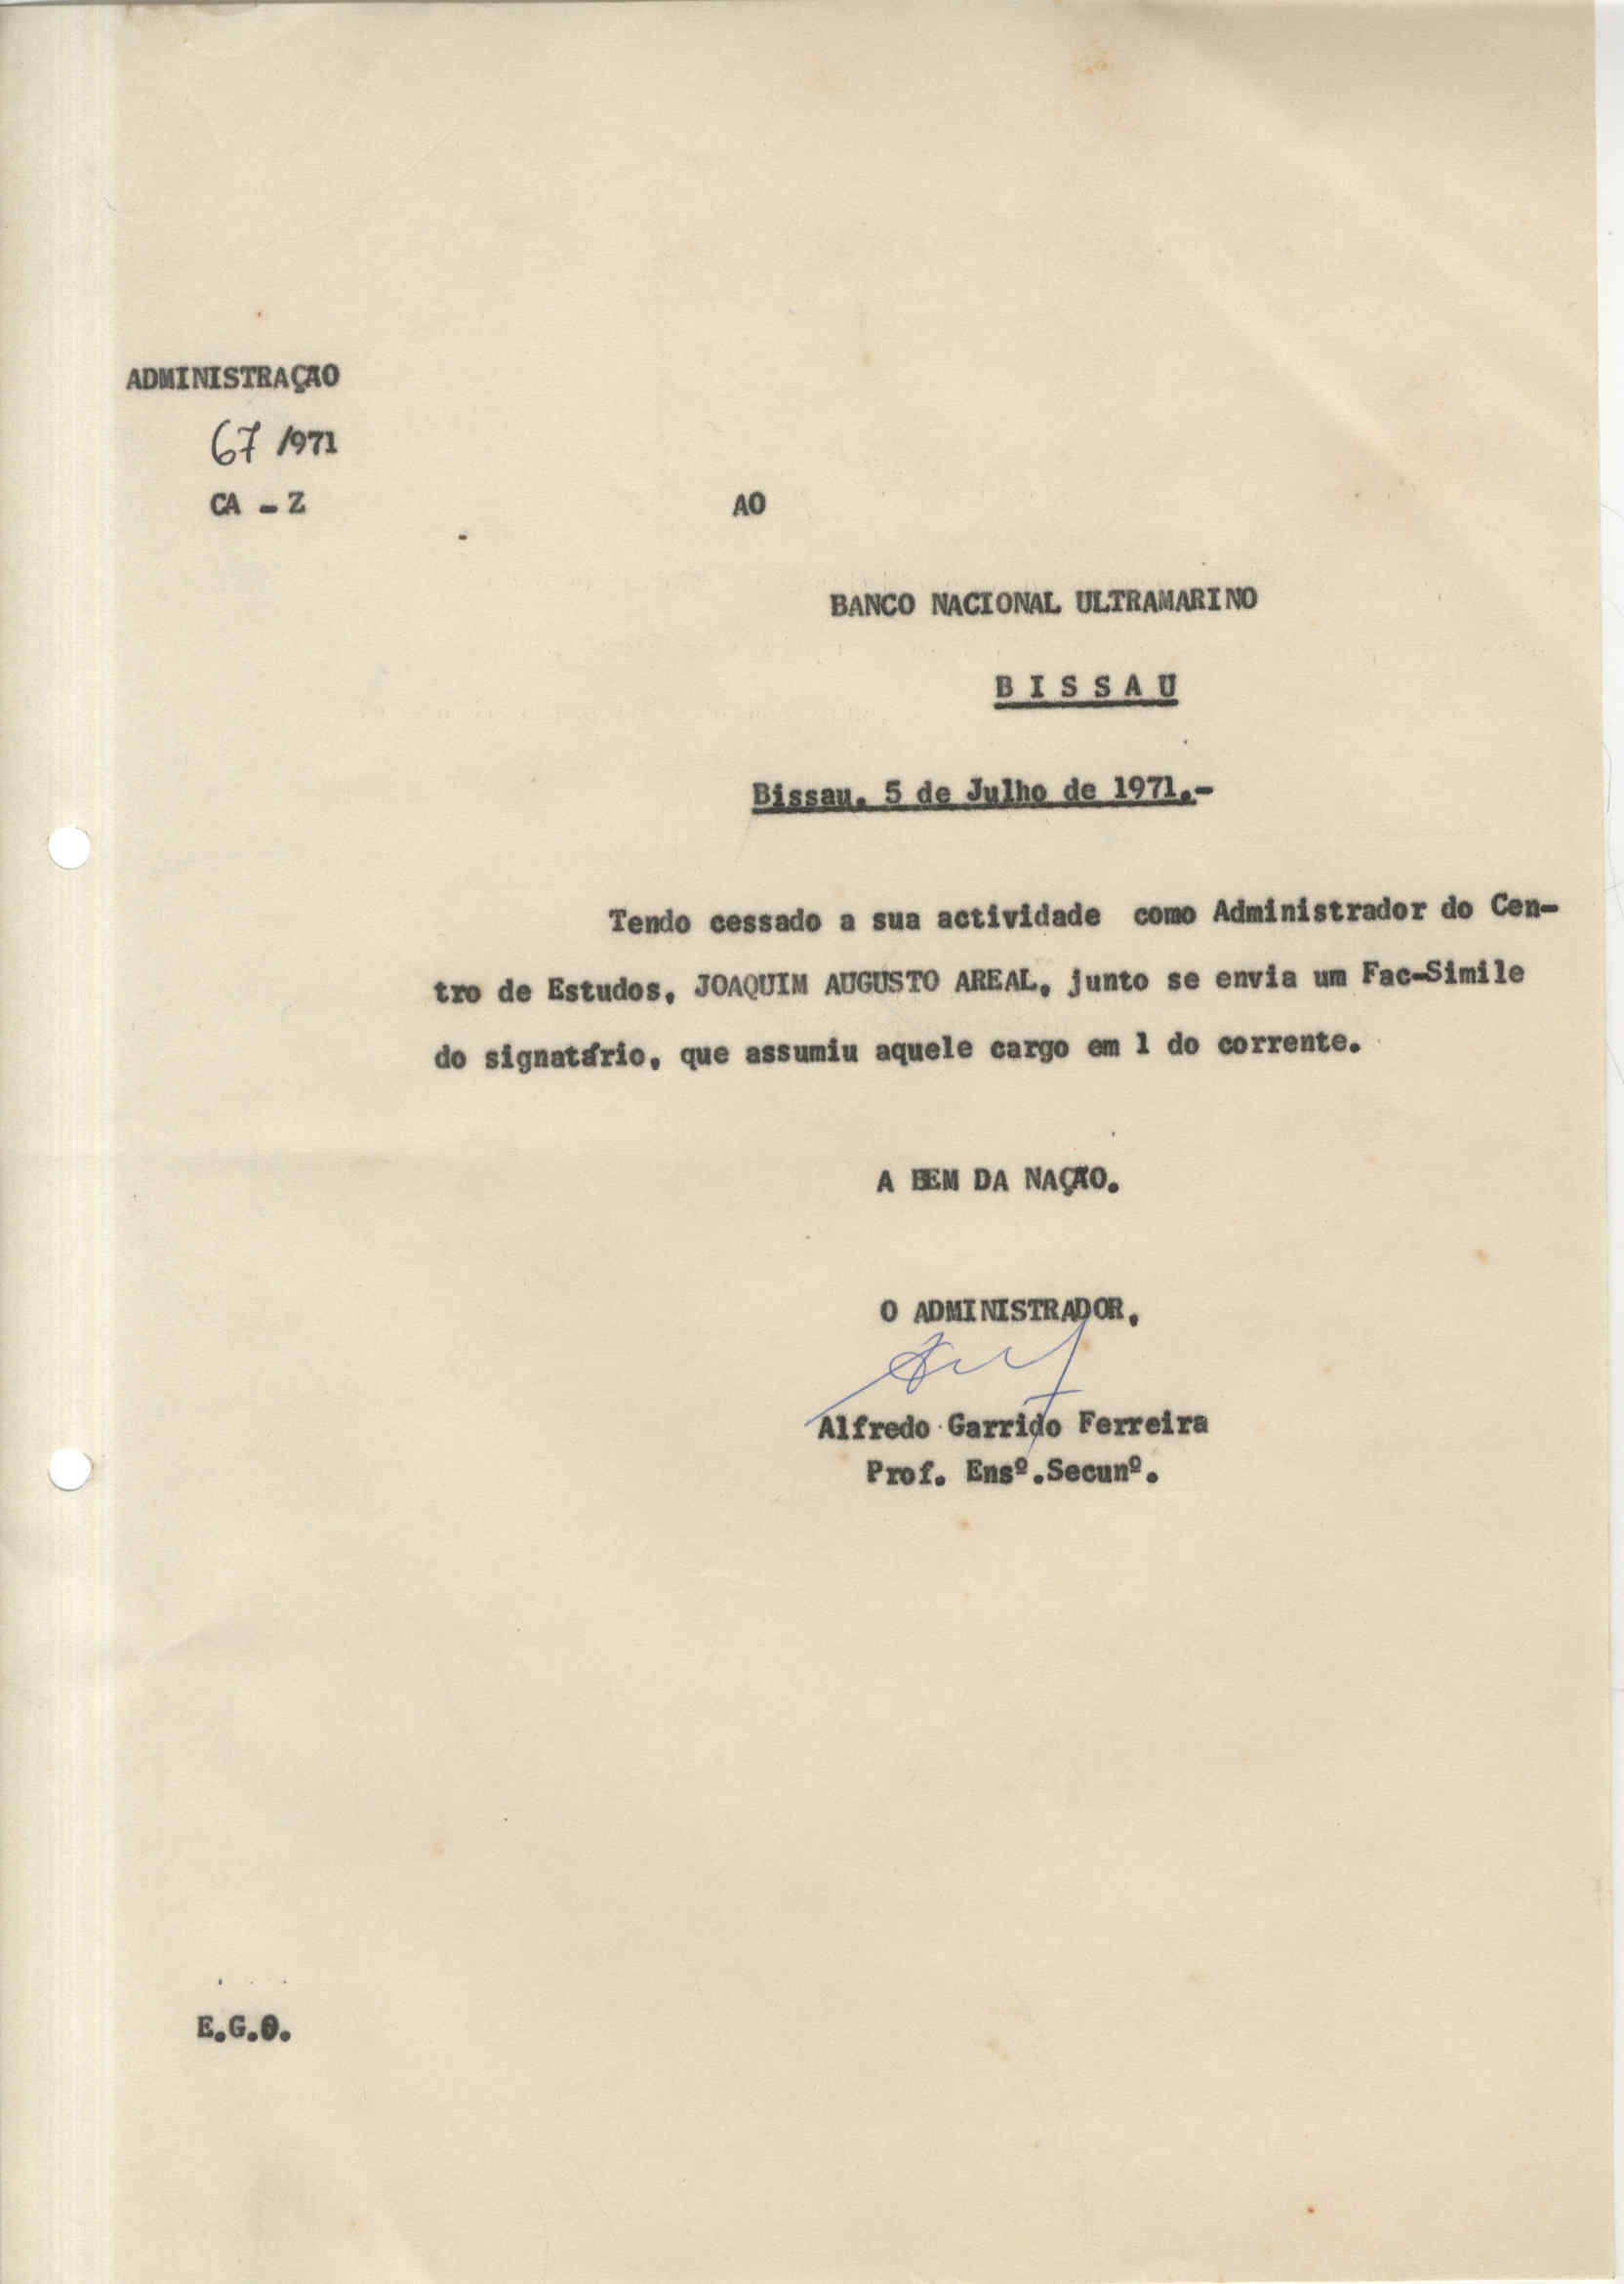 ADMINISTRAÇÃO
67 /971
CA - Z
AO
BANCO NACIONAL ULTRAMARINO
B I S S A U
Bissau, 5 de Julho de 1971.-
Tendo cessado a sua actividade como Administrador do Cen-
tro de Estudos, JOAQUIM AUGUSTO AREAL, junto se envia um Fac-Simile
do signatário, que assumiu aquele cargo em 1 do corrente.
A BEM DA NAÇÃO.
O ADMINISTRADOR,
Alfredo Garrido Ferreira
Prof. Ensº.Secunº.
E.G.O.